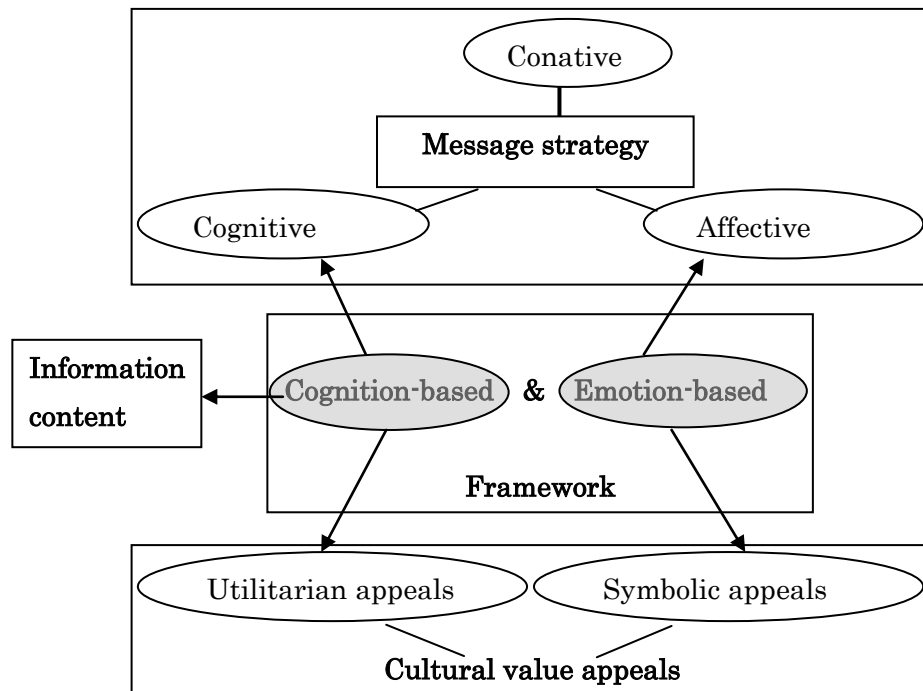 Conative
Message strategy
Cognitive
Affective
Information
content
Cognition-based & Emotion-based
Framework
Utilitarian appeals
Symbolic appeals
Cultural value appeals